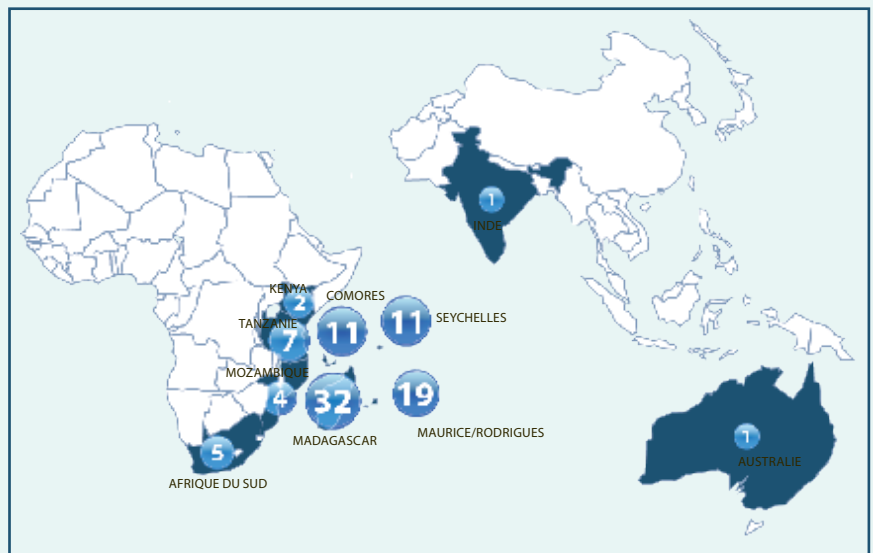 1
INDE
KENYA
2
COMORES
11
11
SEYCHELLES
TANZANIE
7
MOZAMBIQUE
4
32
19
MADAGASCAR
MAURICE/RODRIGUES
5
AFRIQUE DU SUD
1
AUSTRALIE